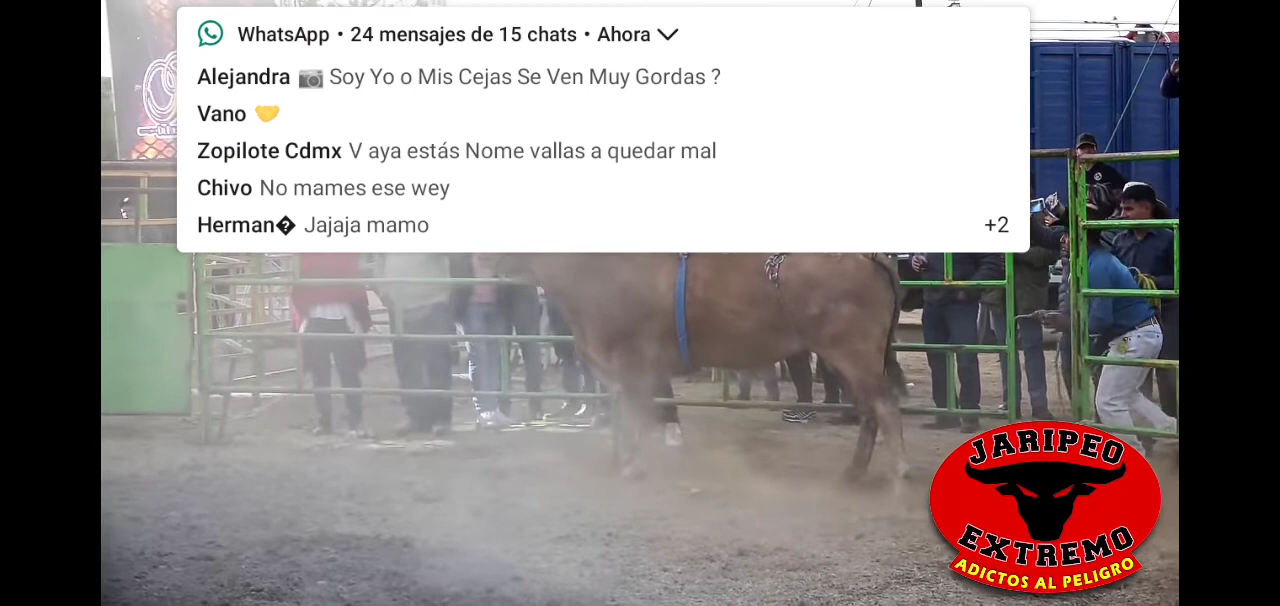 WhatsApp • 24 mensajes de 15 chats • Ahora
Alejandra 📷 Soy Yo o Mis Cejas Se Ven Muy Gordas ?
Vano 🤝
Zopilote Cdmx V aya estás Nome vallas a quedar mal
Chivo No mames ese wey
Herman� Jajaja mamo
+2
JARIPEO
EXTREMO
ADICTOS AL PELIGRO